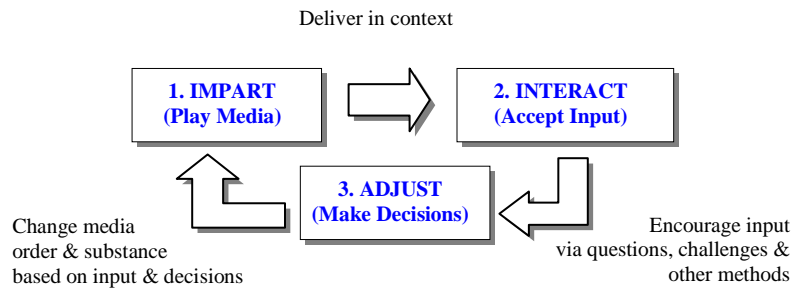 Deliver in context
1. IMPART
(Play Media)
2. INTERACT
(Accept Input)
3. ADJUST
(Make Decisions)
Change media
order & substance
based on input & decisions
Encourage input
via questions, challenges &
other methods